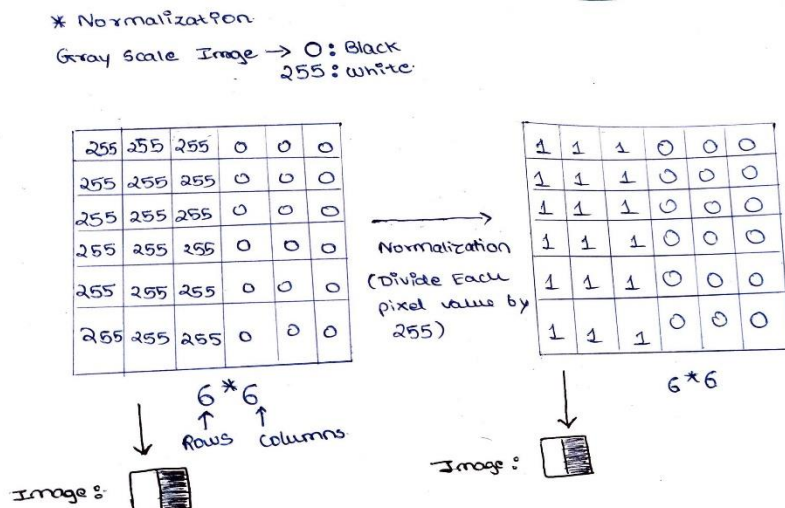 * Normalization
Gray Scale Image → 0: Black
255: white.
255 255 255 0 0 0
255 255 255 0 0 0
255 255 255 0 0 0
255 255 255 0 0 0
255 255 255 0 0 0
255 255 255 0 0 0
6 * 6
Rows Columns.
Image:
Normalization
(Divide Each
pixel value by
255)
1 1 1 0 0 0
1 1 1 0 0 0
1 1 1 0 0 0
1 1 1 0 0 0
1 1 1 0 0 0
1 1 1 0 0 0
6 * 6
Image: